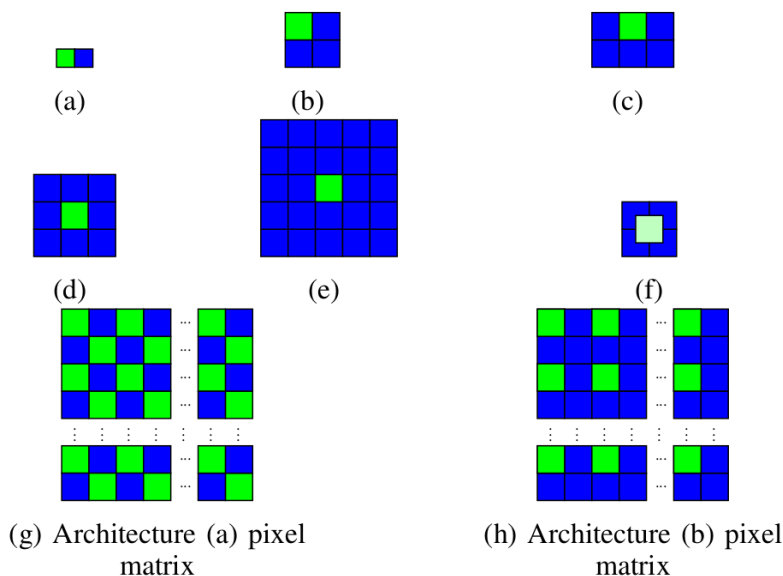 (a)
(b)
(c)
(d)
(e)
(f)
... ...
... ...
... ...
... ...
⋮ ⋮ ⋮ ⋮ ⋮ ⋮ ⋮ ⋮ ⋮ ⋮ ⋮ ⋮
... ...
... ...
(g) Architecture (a) pixel
matrix
(h) Architecture (b) pixel
matrix